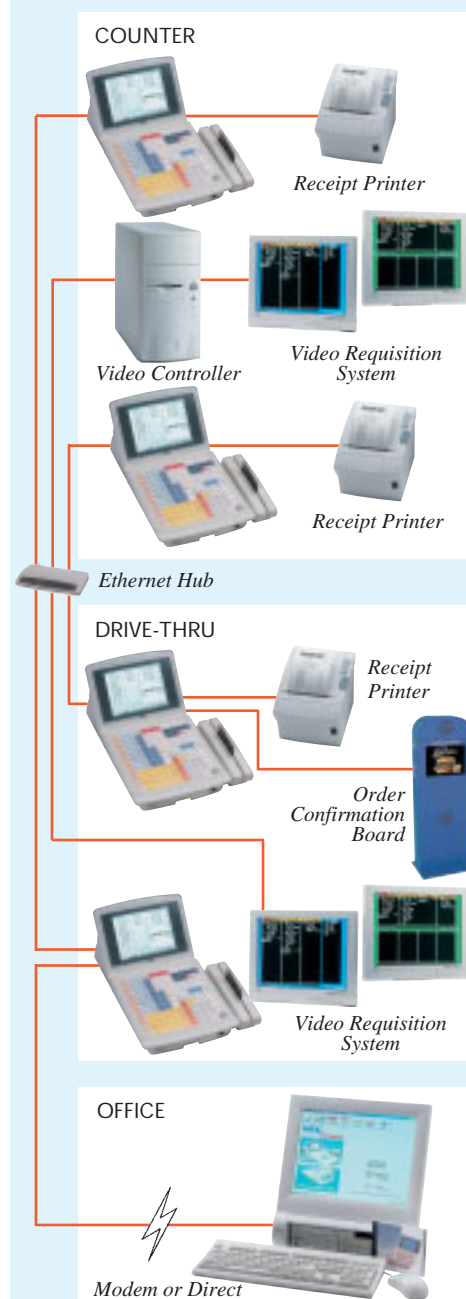 COUNTER
Receipt Printer
Video Controller
Video Requisition
System
Receipt Printer
Ethernet Hub
DRIVE-THRU
Receipt
Printer
Order
Confirmation
Board
Video Requisition
System
OFFICE
Modem or Direct